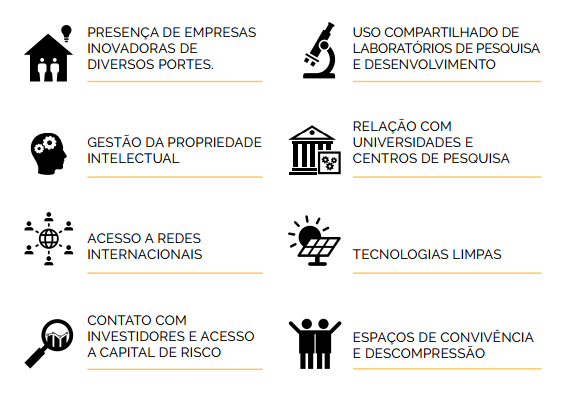 PRESENÇA DE EMPRESAS
INOVADORAS DE
DIVERSOS PORTES.
USO COMPARTILHADO DE
LABORATÓRIOS DE PESQUISA
E DESENVOLVIMENTO
GESTÃO DA PROPRIEDADE
INTELECTUAL
RELAÇÃO COM
UNIVERSIDADES E
CENTROS DE PESQUISA
ACESSO A REDES
INTERNACIONAIS
TECNOLOGIAS LIMPAS
CONTATO COM
INVESTIDORES E ACESSO
A CAPITAL DE RISCO
ESPAÇOS DE CONVIVÊNCIA
E DESCOMPRESSÃO